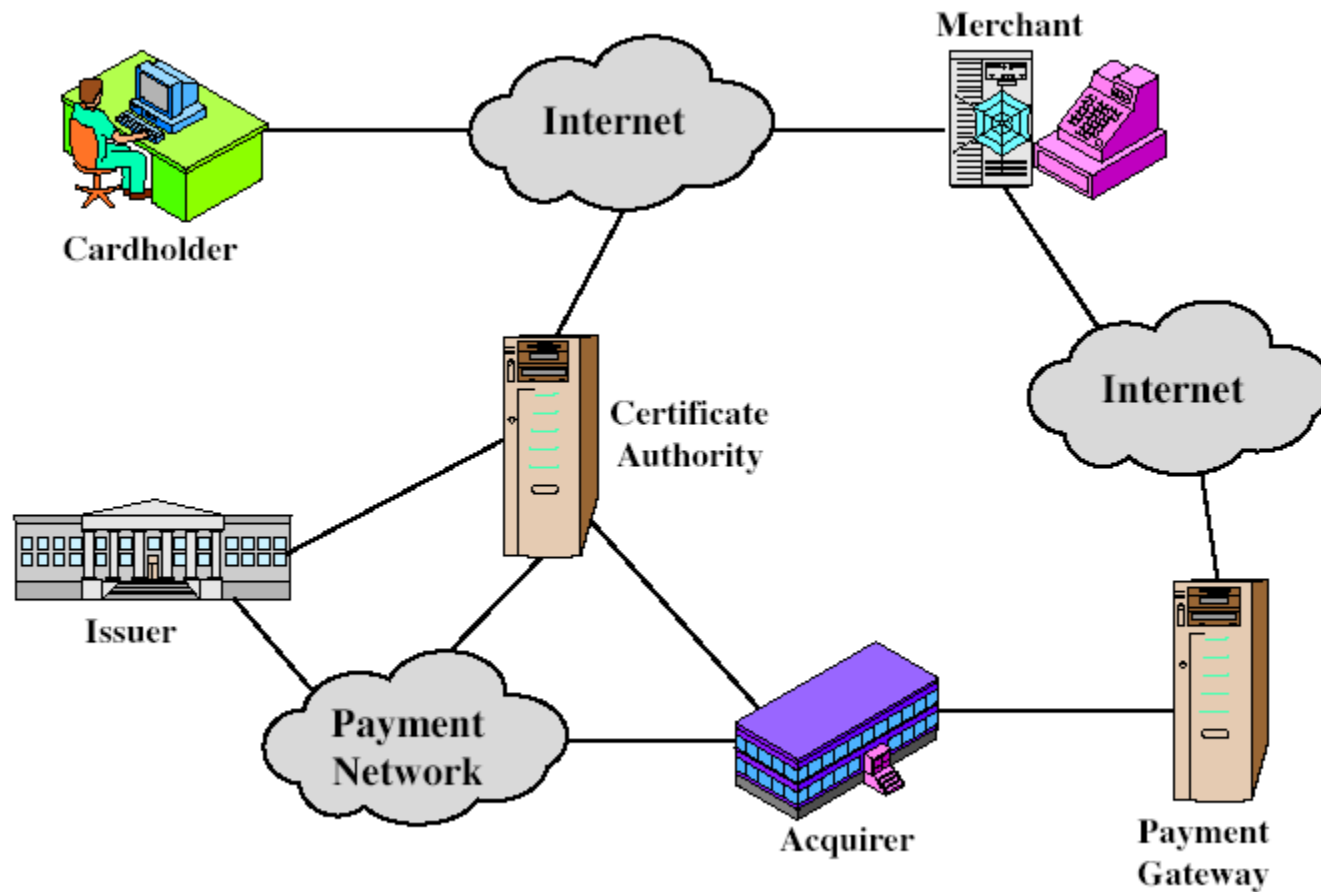 Merchant
Internet
Cardholder
Internet
Certificate
Authority
Issuer
Payment
Network
Acquirer
Payment
Gateway